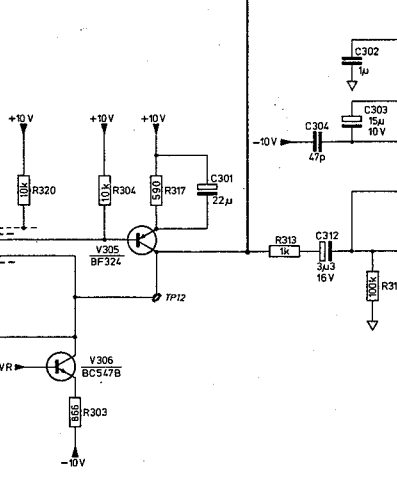 C302
1µ
C303
15µ
10V
+10V
+10V
+10V
C304
-10V
47p
10k
R320
10k
R304
590
R317
C301
22µ
V305
BF324
R313
1k
C312
3µ3
16V
100k
TP12
VR
V306
BC547B
866
R303
-10V